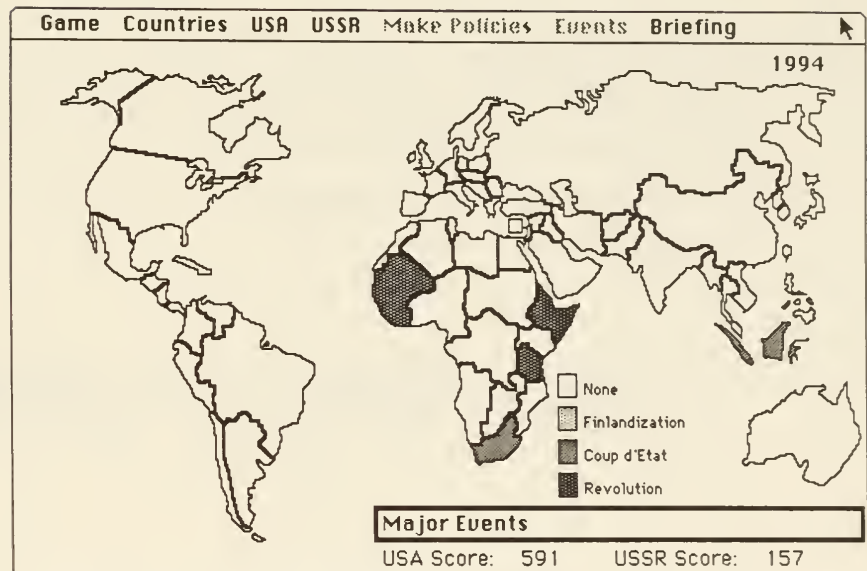 Game Countries USA USSR Make Policies Events Briefing
1994
None
Finlandization
Coup d'Etat
Revolution
Major Events
USA Score: 591 USSR Score: 157